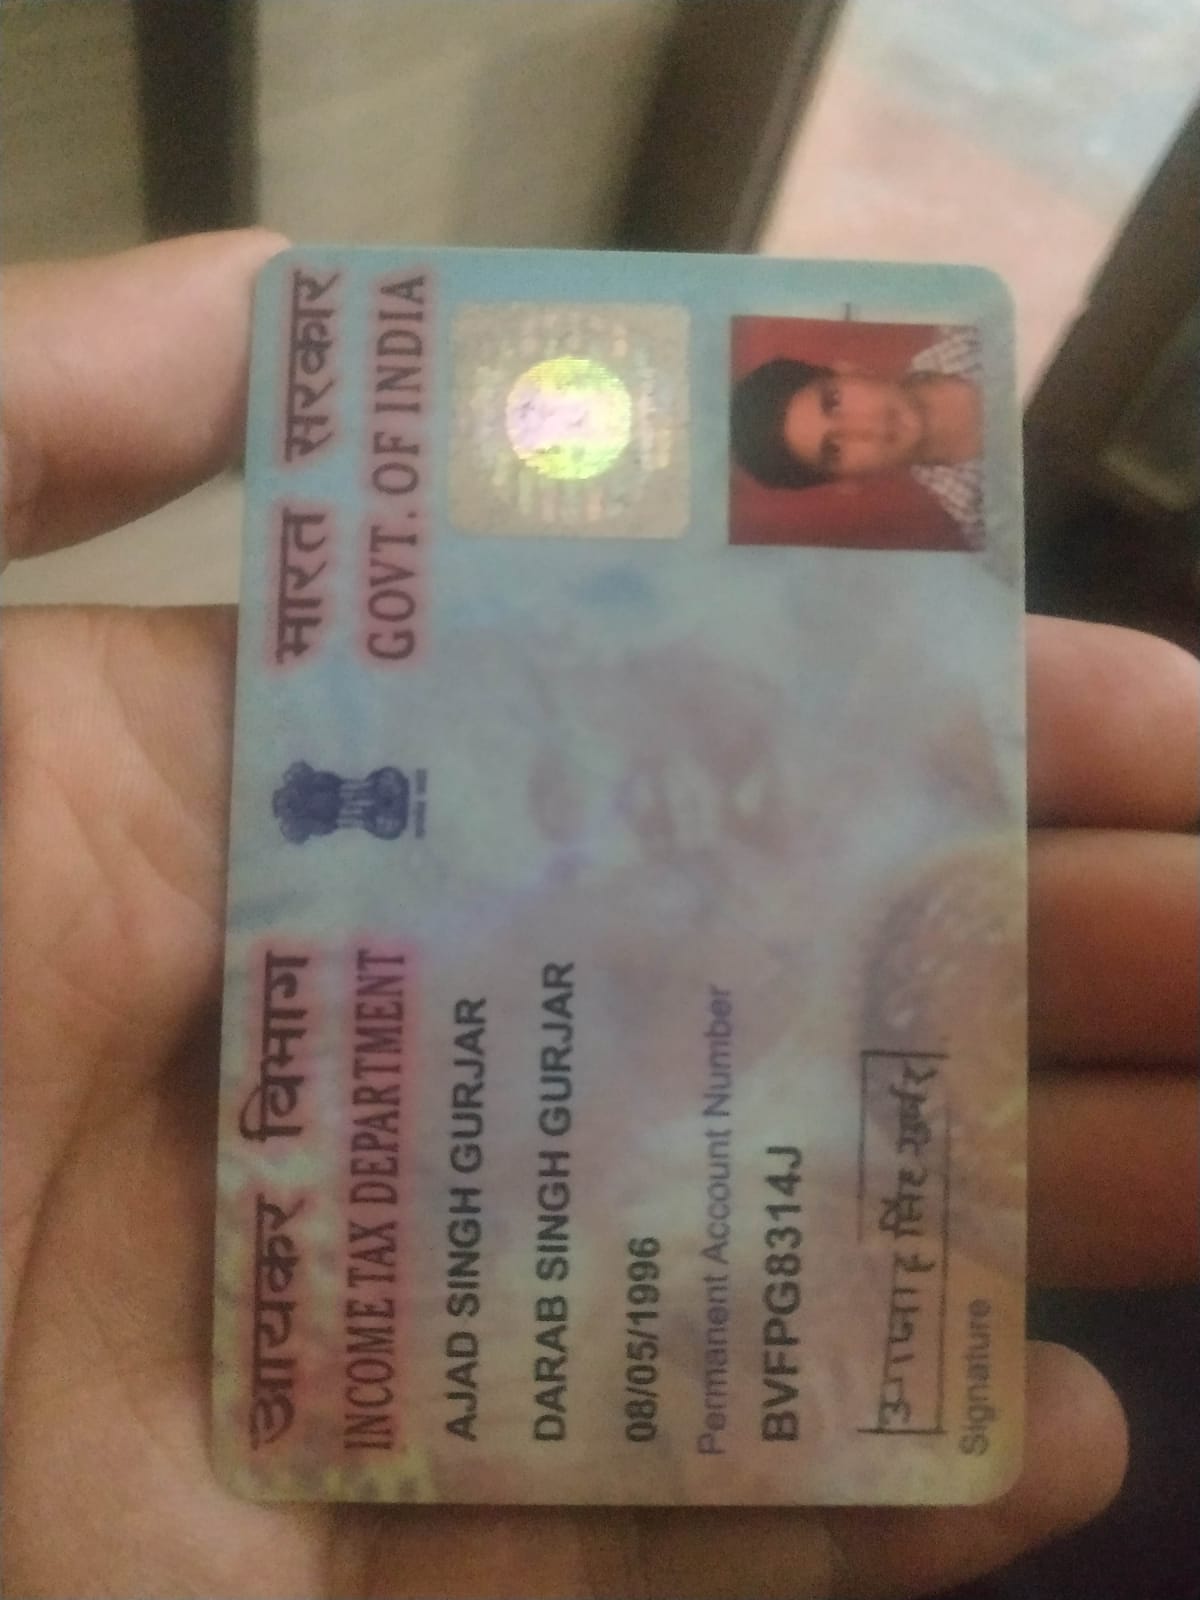 आयकर विभाग
INCOME TAX DEPARTMENT
भारत सरकार
GOVT. OF INDIA
AJAD SINGH GURJAR
DARAB SINGH GURJAR
08/05/1996
Permanent Account Number
BVFPG8314J
सिंह गुर्जर
Signature